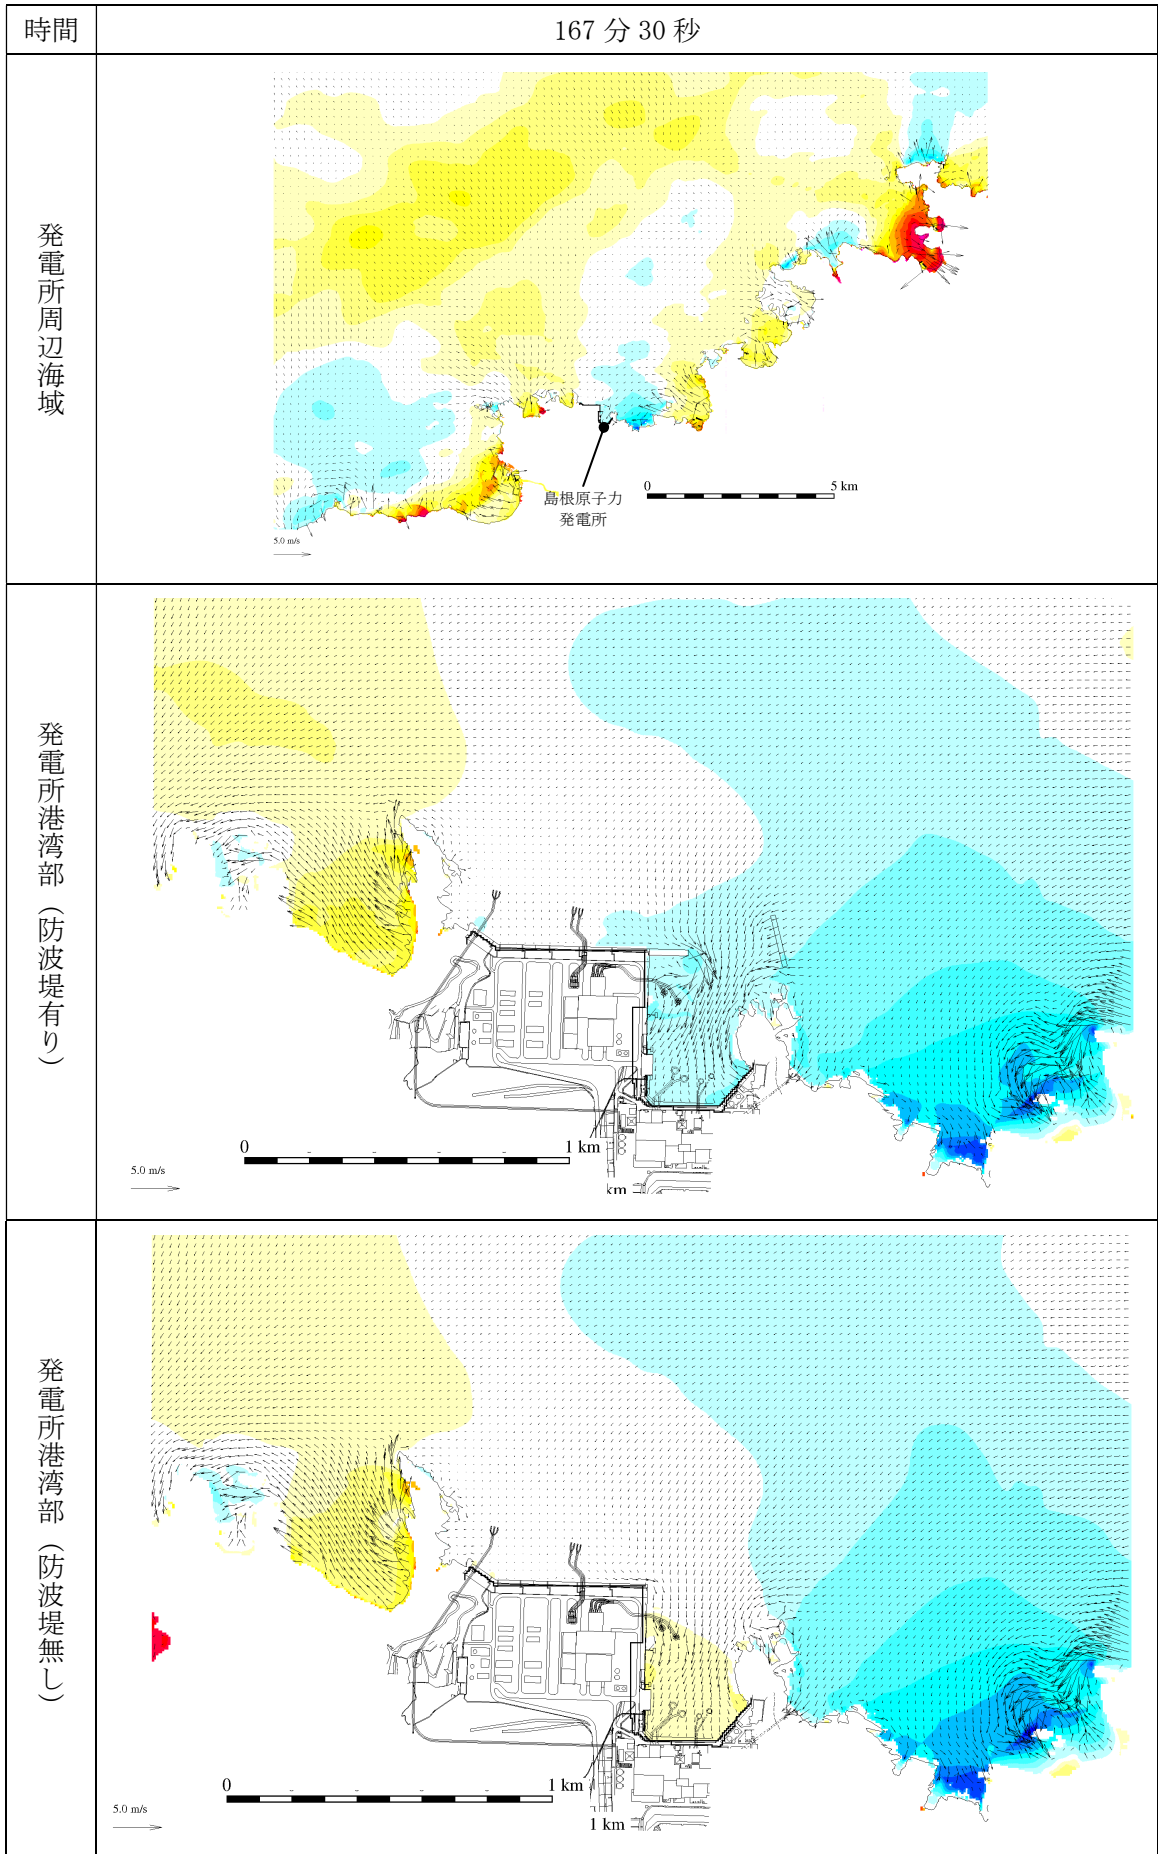 時間
167 分 30 秒
発電所周辺海域
島根原子力
発電所
0
5 km
5.0 m/s
発電所港湾部（防波堤有り）
0
1 km
5.0 m/s
km
発電所港湾部（防波堤無し）
0
1 km
5.0 m/s
1 km